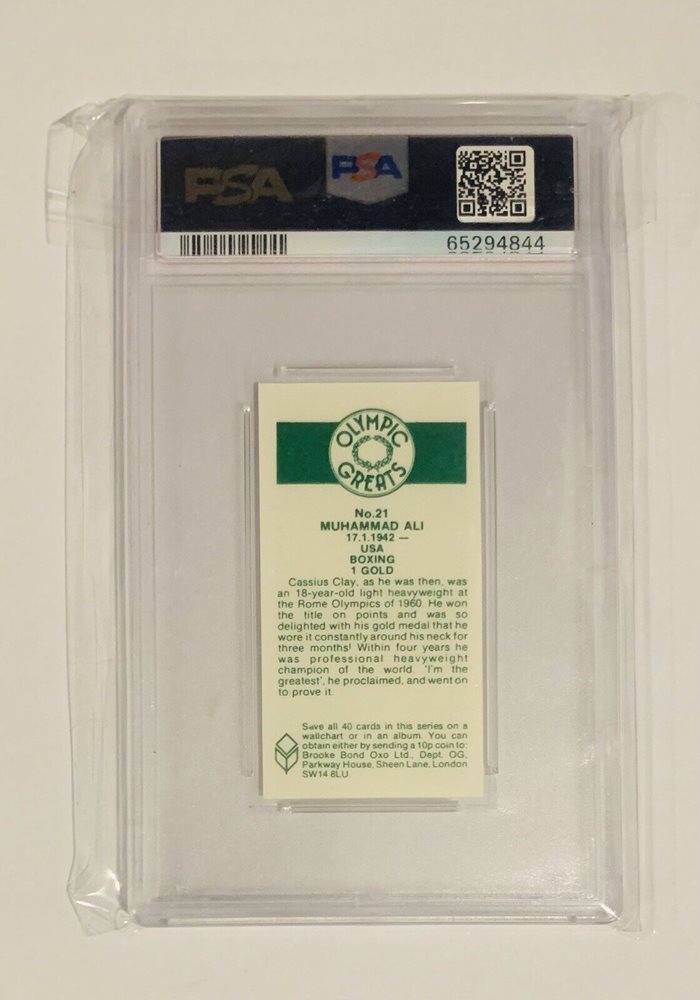 PSA
PSA
65294844
OLYMPIC
GREATS
No.21
MUHAMMAD ALI
17.1.1942 —
USA
BOXING
1 GOLD
Cassius Clay, as he was then, was
an 18-year-old light heavyweight at
the Rome Olympics of 1960. He won
the title on points and was so
delighted with his gold medal that he
wore it constantly around his neck for
three months! Within four years he
was professional heavyweight
champion of the world. 'I'm the
greatest', he proclaimed, and went on
to prove it.
Save all 40 cards in this series on a
wallchart or in an album. You can
obtain either by sending a 10p coin to:
Brooke Bond Oxo Ltd., Dept. OG,
Parkway House, Sheen Lane, London
SW14 8LU